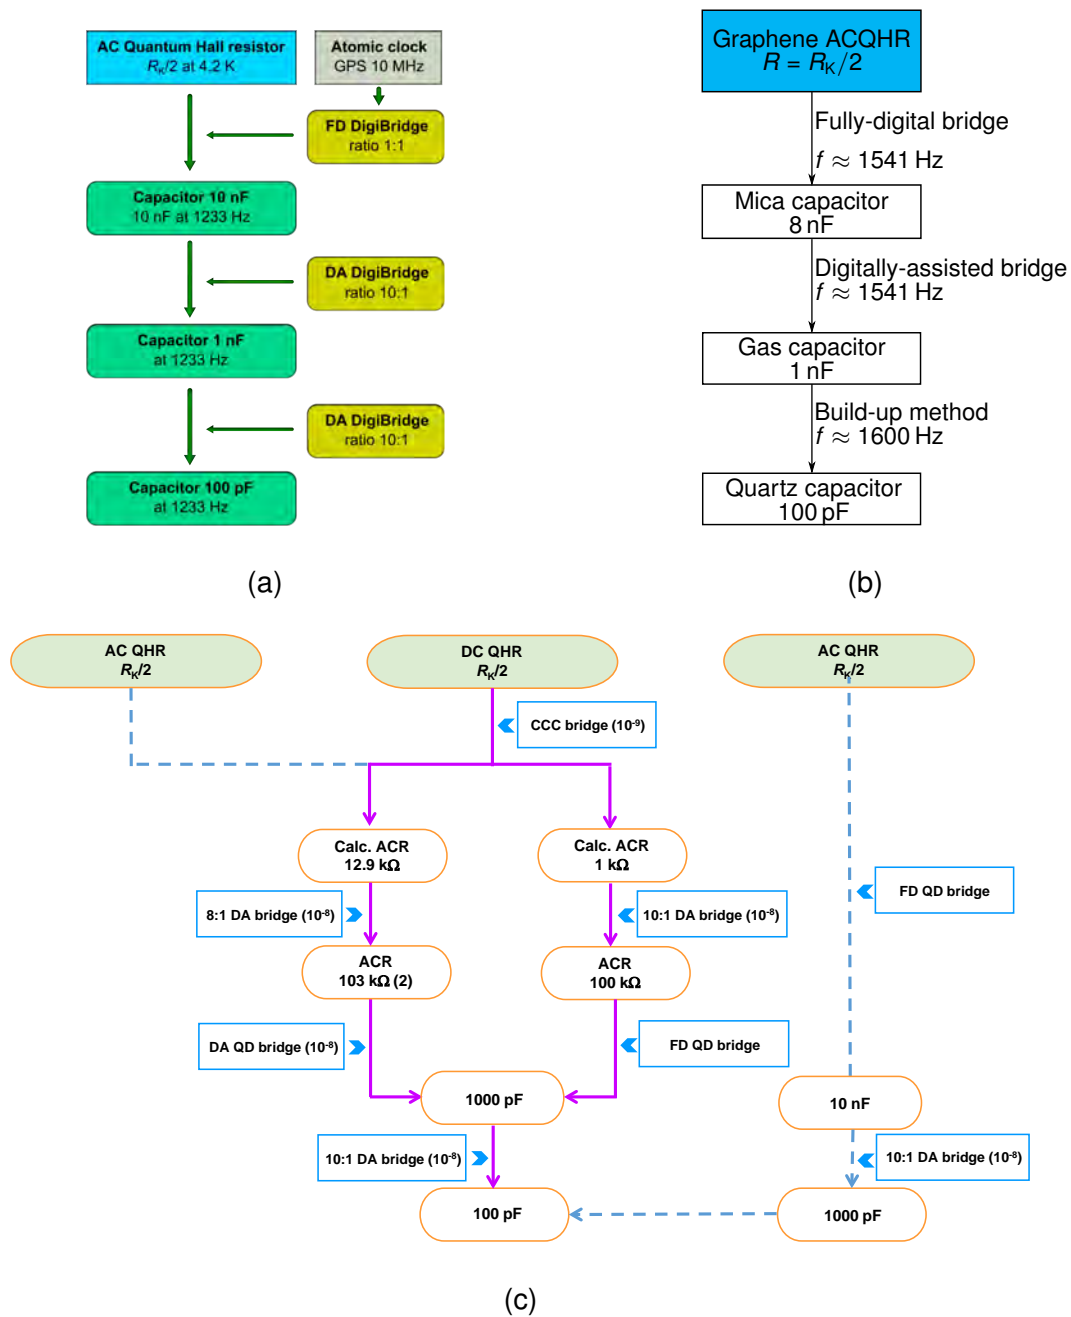 AC Quantum Hall resistor
R_K/2 at 4.2 K
Atomic clock
GPS 10 MHz
FD DigiBridge
ratio 1:1
Capacitor 10 nF
10 nF at 1233 Hz
DA DigiBridge
ratio 10:1
Capacitor 1 nF
at 1233 Hz
DA DigiBridge
ratio 10:1
Capacitor 100 pF
at 1233 Hz
(a)
Graphene ACQHR
R = R_K/2
Fully-digital bridge
f ≈ 1541 Hz
Mica capacitor
8 nF
Digitally-assisted bridge
f ≈ 1541 Hz
Gas capacitor
1 nF
Build-up method
f ≈ 1600 Hz
Quartz capacitor
100 pF
(b)
AC QHR
R_K/2
DC QHR
R_K/2
AC QHR
R_K/2
CCC bridge (10⁻⁹)
Calc. ACR
12.9 kΩ
Calc. ACR
1 kΩ
FD QD bridge
8:1 DA bridge (10⁻⁸)
10:1 DA bridge (10⁻⁸)
ACR
103 kΩ (2)
ACR
100 kΩ
DA QD bridge (10⁻⁸)
FD QD bridge
1000 pF
10 nF
10:1 DA bridge (10⁻⁸)
10:1 DA bridge (10⁻⁸)
100 pF
1000 pF
(c)